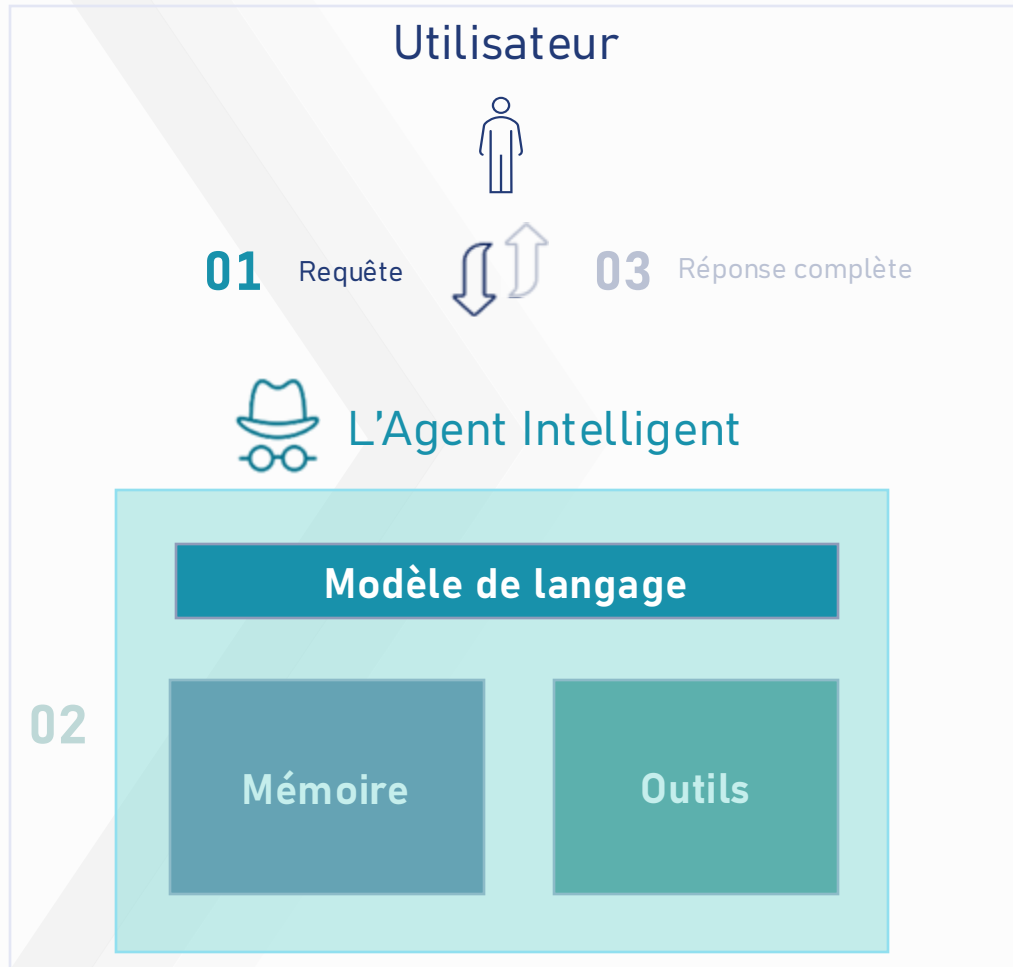 Utilisateur
01 Requête
03 Réponse complète
L’Agent Intelligent
Modèle de langage
02
Mémoire
Outils